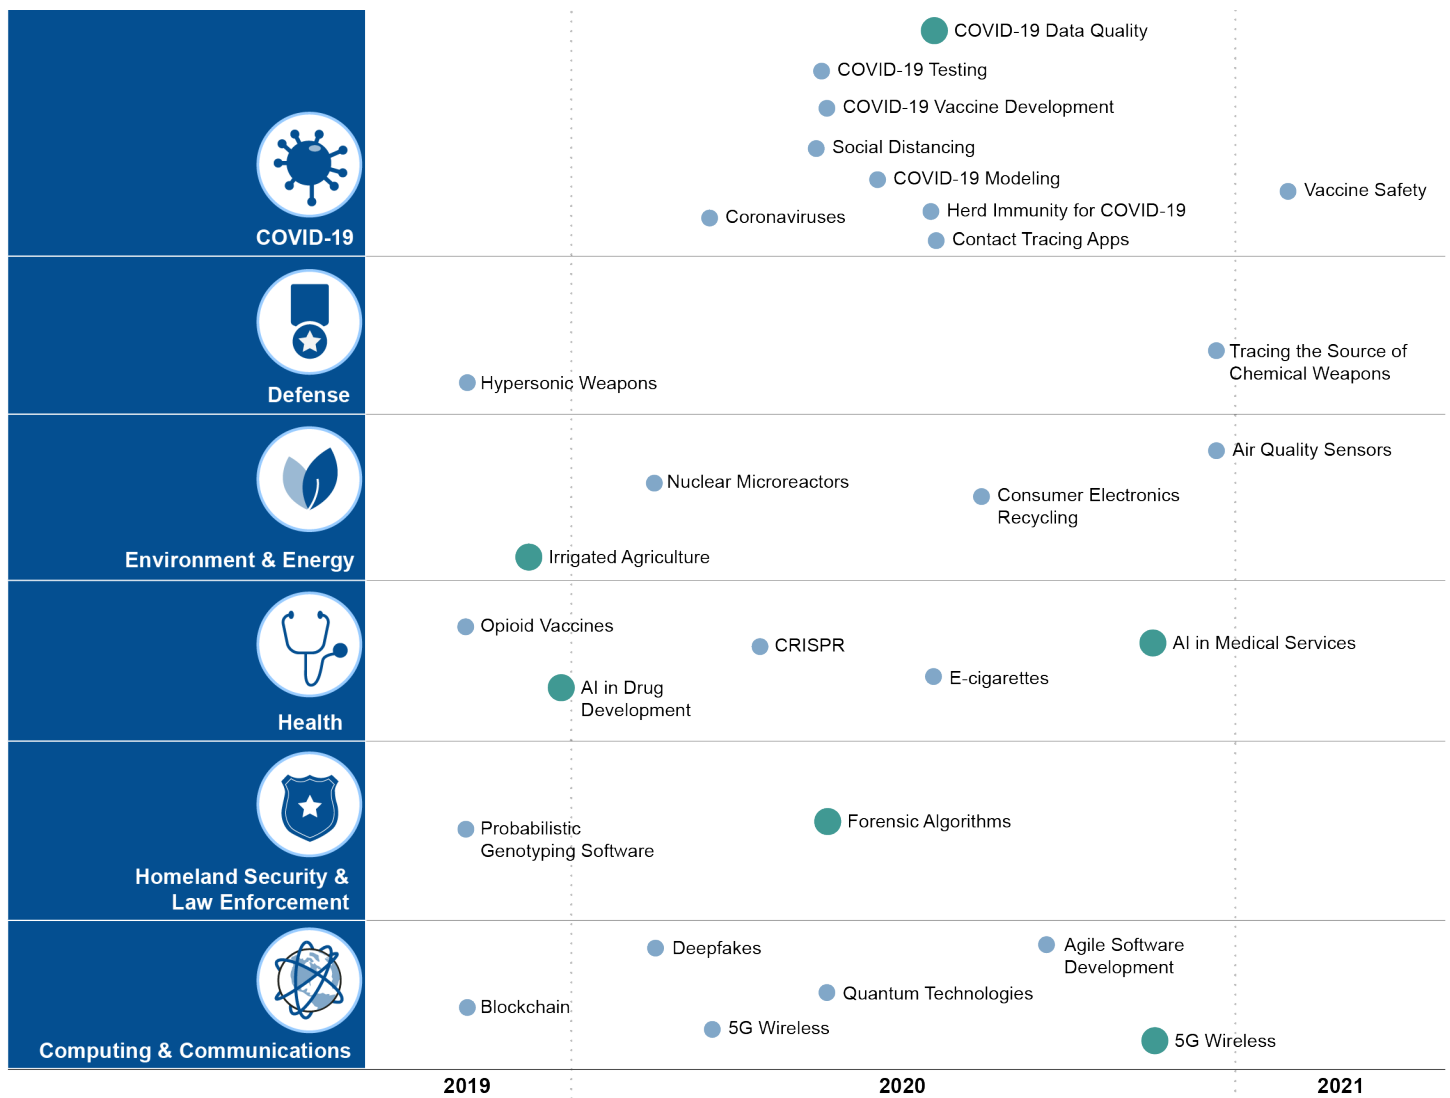 COVID-19 Data Quality
COVID-19 Testing
COVID-19 Vaccine Development
Social Distancing
COVID-19 Modeling
Vaccine Safety
Herd Immunity for COVID-19
Coronaviruses
Contact Tracing Apps
COVID-19
Tracing the Source of
Chemical Weapons
Hypersonic Weapons
Defense
Air Quality Sensors
Nuclear Microreactors
Consumer Electronics
Recycling
Irrigated Agriculture
Environment & Energy
Opioid Vaccines
CRISPR
AI in Medical Services
E-cigarettes
AI in Drug
Development
Health
Forensic Algorithms
Probabilistic
Genotyping Software
Homeland Security &
Law Enforcement
Deepfakes
Agile Software
Development
Quantum Technologies
Blockchain
5G Wireless
5G Wireless
Computing & Communications
2019
2020
2021